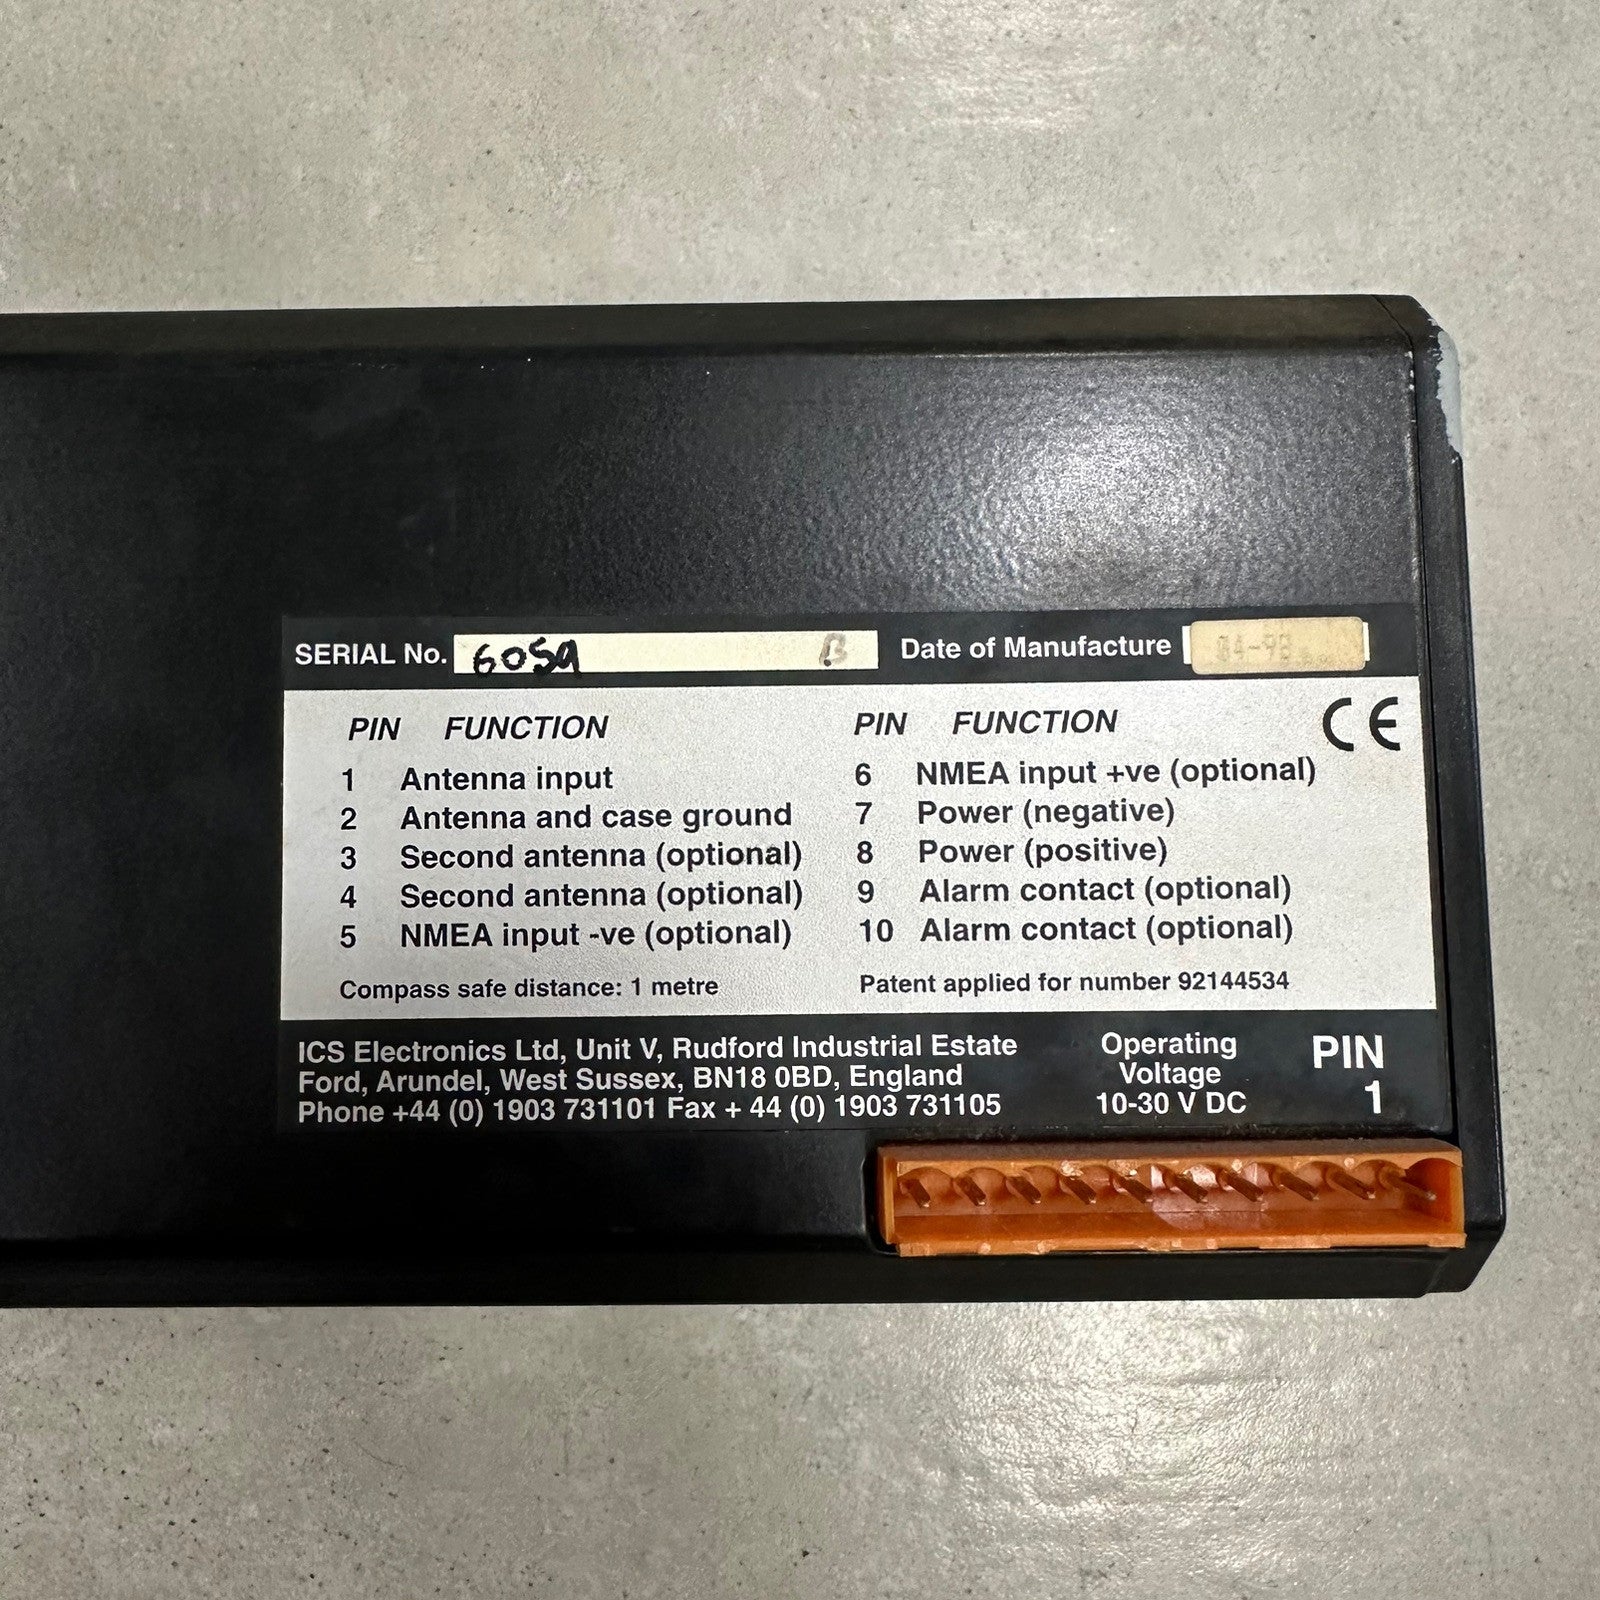 SERIAL No. 6059 B Date of Manufacture 04-98
CE
PIN FUNCTION
1 Antenna input
2 Antenna and case ground
3 Second antenna (optional)
4 Second antenna (optional)
5 NMEA input -ve (optional)
Compass safe distance: 1 metre
PIN FUNCTION
6 NMEA input +ve (optional)
7 Power (negative)
8 Power (positive)
9 Alarm contact (optional)
10 Alarm contact (optional)
Patent applied for number 92144534
ICS Electronics Ltd, Unit V, Rudford Industrial Estate
Ford, Arundel, West Sussex, BN18 0BD, England
Phone +44 (0) 1903 731101 Fax + 44 (0) 1903 731105
Operating
Voltage
10-30 V DC
PIN
1